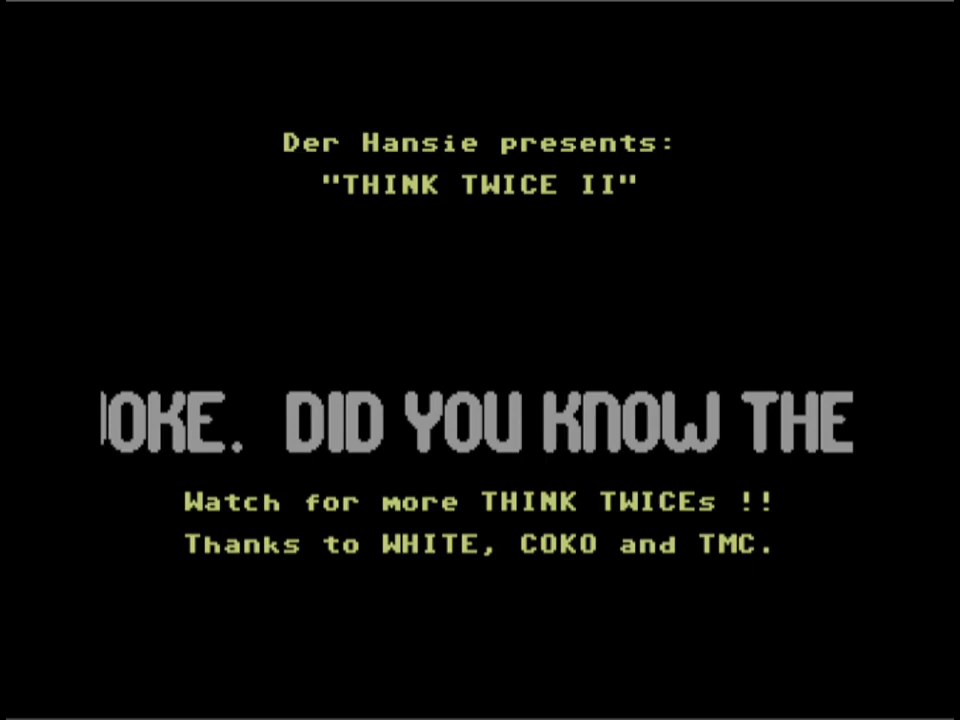 Der Hansie presents:
"THINK TWICE II"
OKE. DID YOU KNOW THE
Watch for more THINK TWICEs !!
Thanks to WHITE, COKO and TMC.